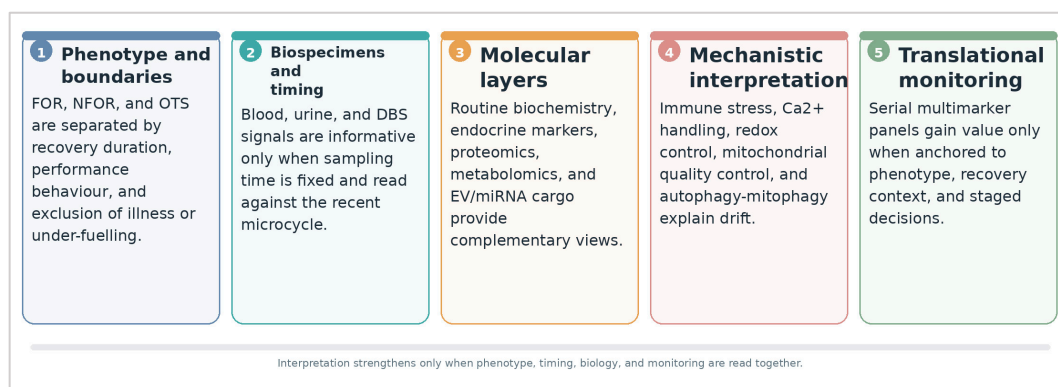 1
Phenotype and
boundaries
FOR, NFOR, and OTS
are separated by
recovery duration,
performance
behaviour, and
exclusion of illness or
under-fuelling.
2
Biospecimens
and
timing
Blood, urine, and DBS
signals are informative
only when sampling
time is fixed and read
against the recent
microcycle.
3
Molecular
layers
Routine biochemistry,
endocrine markers,
proteomics,
metabolomics, and
EV/miRNA cargo
provide
complementary views.
4
Mechanistic
interpretation
Immune stress, Ca2+
handling, redox
control, mitochondrial
quality control, and
autophagy-mitophagy
explain drift.
5
Translational
monitoring
Serial multimarker
panels gain value only
when anchored to
phenotype, recovery
context, and staged
decisions.
Interpretation strengthens only when phenotype, timing, biology, and monitoring are read together.